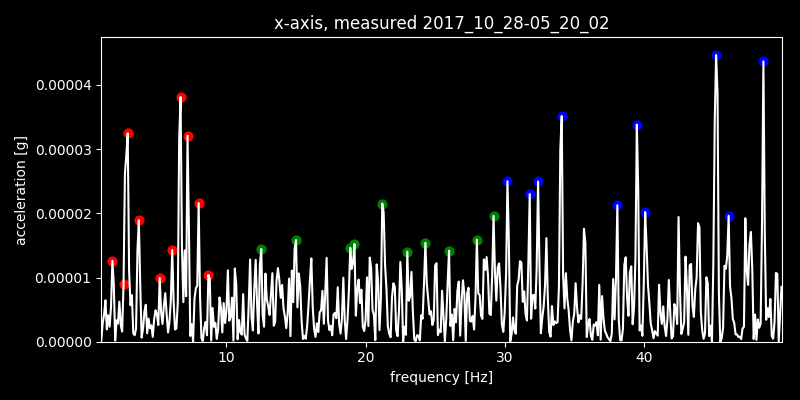 x-axis, measured 2017_10_28-05_20_02
acceleration [g]
0.00004
0.00003
0.00002
0.00001
0.00000
10 20 30 40
frequency [Hz]